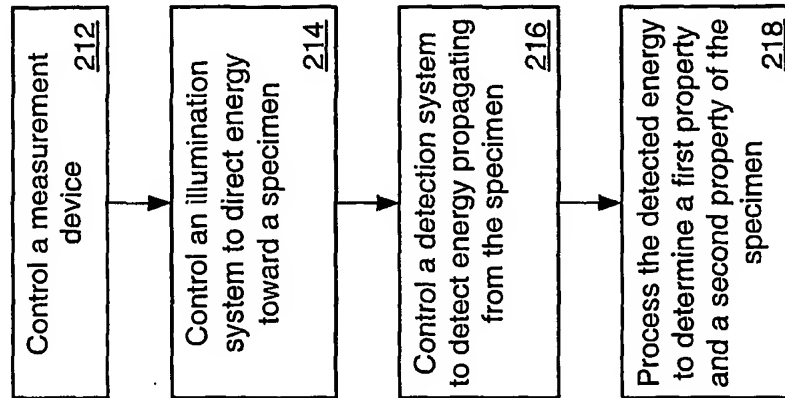 Control a measurement
device
212
Control an illumination
system to direct energy
toward a specimen
214
Control a detection system
to detect energy propagating
from the specimen
216
Process the detected energy
to determine a first property
and a second property of the
specimen
218